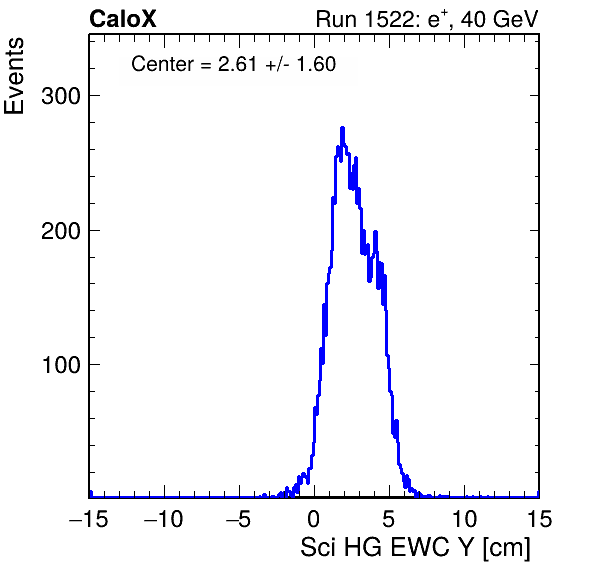 CaloX Run 1522: e⁺, 40 GeV
Center = 2.61 +/- 1.60
Events
300
200
100
−15 −10 −5 0 5 10 15
Sci HG EWC Y [cm]